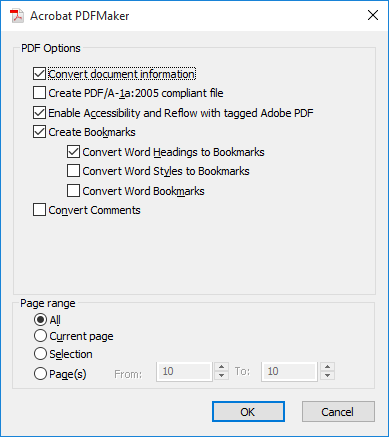 Acrobat PDFMaker
PDF Options
Convert document information
Create PDF/A-1a:2005 compliant file
Enable Accessibility and Reflow with tagged Adobe PDF
Create Bookmarks
Convert Word Headings to Bookmarks
Convert Word Styles to Bookmarks
Convert Word Bookmarks
Convert Comments
Page range
All
Current page
Selection
Page(s) From: 10 To: 10
OK Cancel